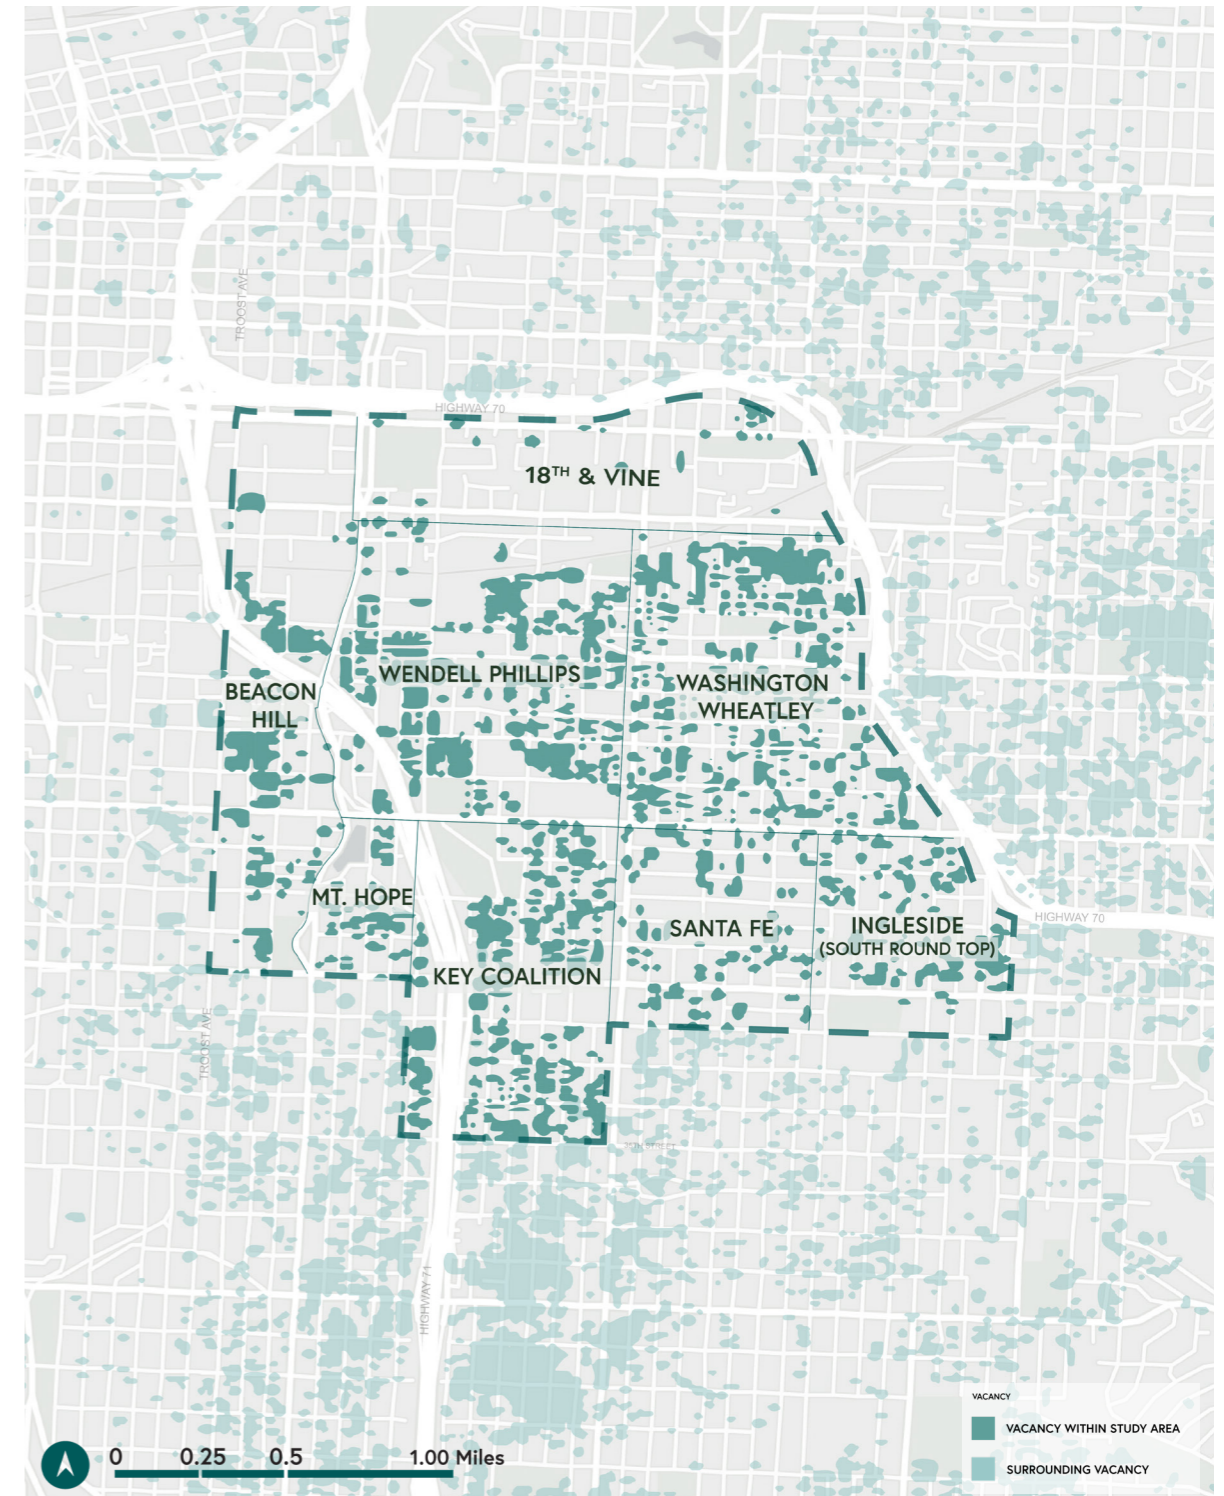 TROOST AVE
HIGHWAY 70
18TH & VINE
WENDELL PHILLIPS
WASHINGTON
WHEATLEY
BEACON
HILL
MT. HOPE
SANTA FE
INGLESIDE
(SOUTH ROUND TOP)
HIGHWAY 70
KEY COALITION
TROOST AVE
HIGHWAY 71
VACANCY
VACANCY WITHIN STUDY AREA
SURROUNDING VACANCY
0 0.25 0.5 1.00 Miles